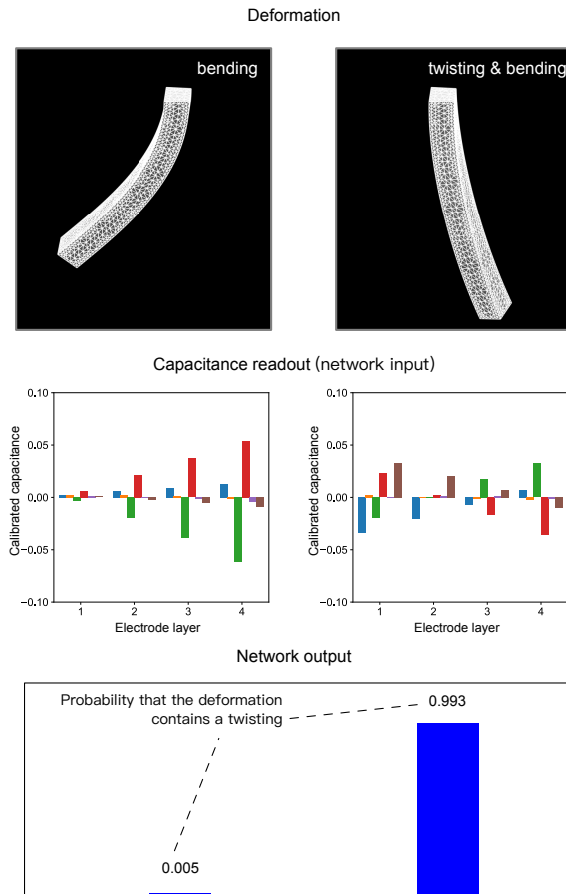 Deformation
bending
twisting & bending
Capacitance readout (network input)
0.10
0.05
0.00
−0.05
−0.10
Calibrated capacitance
1 2 3 4
Electrode layer
0.10
0.05
0.00
−0.05
−0.10
Calibrated capacitance
1 2 3 4
Electrode layer
Network output
Probability that the deformation
contains a twisting
0.993
0.005